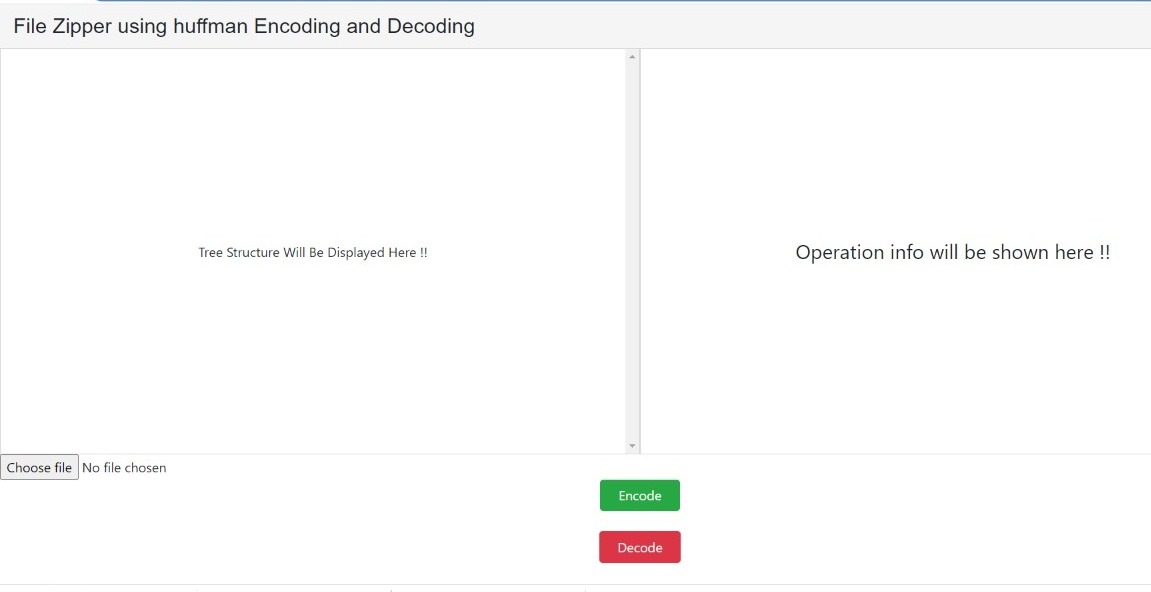 File Zipper using huffman Encoding and Decoding
Tree Structure Will Be Displayed Here !!
Operation info will be shown here !!
Choose file No file chosen
Encode
Decode